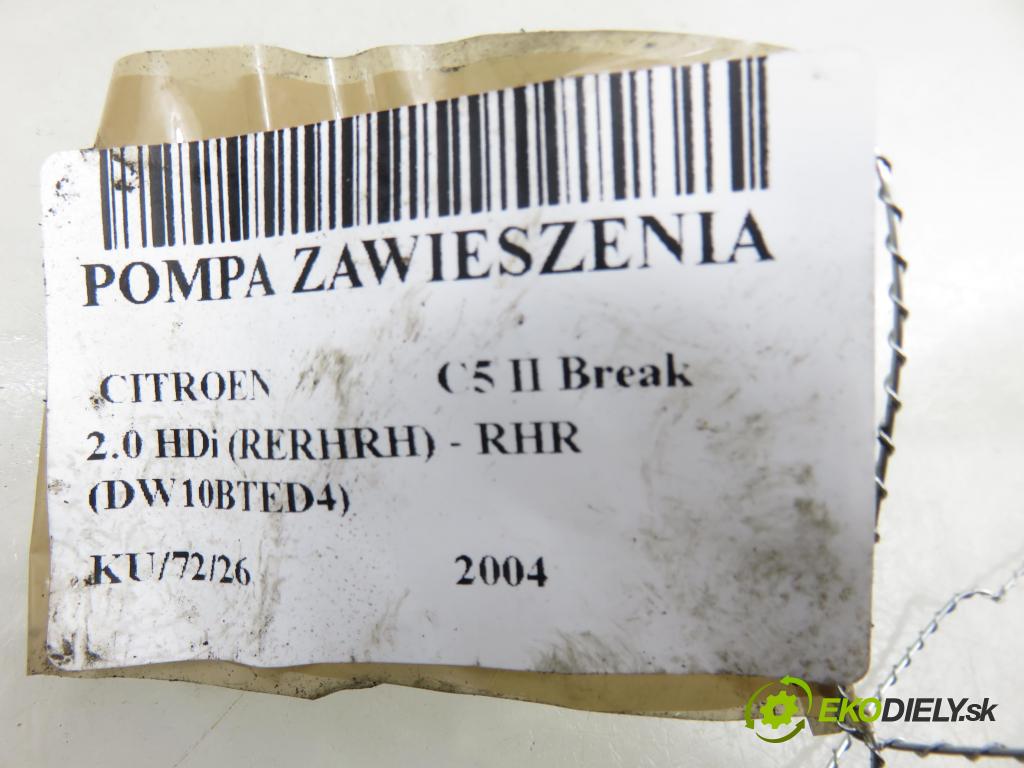 POMPA ZAWIESZENIA
CITROEN C5 II Break
2.0 HDi (RERHRH) - RHR
(DW10BTED4)
KU/72/26 2004
EKODIELY.sk